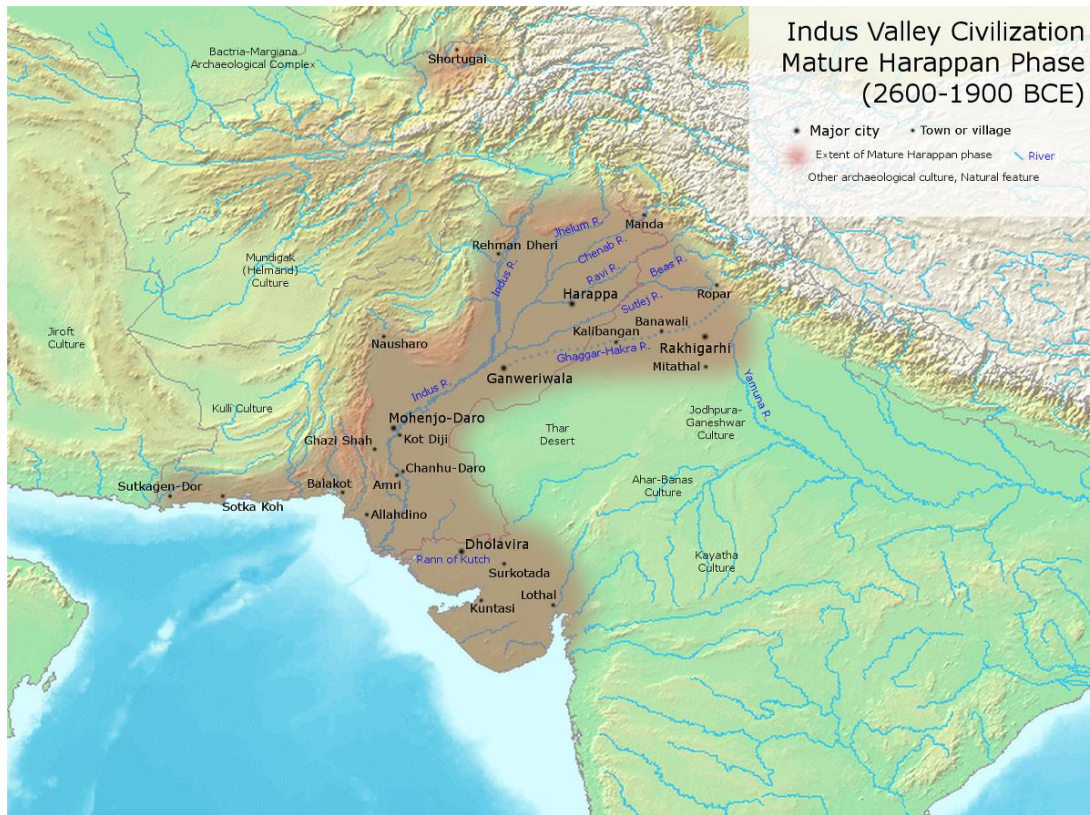 Indus Valley Civilization
Mature Harappan Phase
(2600-1900 BCE)
Major city
Town or village
Extent of Mature Harappan phase
River
Other archaeological culture, Natural feature
Bactria-Margiana
Archaeological Complex
Shortugai
Manda
Jhelum R.
Rehman Dheri
Chenab R.
Mundigak
(Helmand)
Culture
Indus R.
Ravi R.
Beas R.
Harappa
Ropar
Sutlej R.
Jiroft
Culture
Nausharo
Kalibangan
Banawali
Rakhigarhi
Ghaggar-Hakra R.
Mitathal
Ganweriwala
Indus R.
Yamuna R.
Kulli Culture
Mohenjo-Daro
Jodhpura-
Ganeshwar
Culture
Thar
Desert
Ghazi Shah
Kot Diji
Chanhu-Daro
Sutkagen-Dor
Balakot
Amri
Ahar-Banas
Culture
Sotka Koh
Allahdino
Dholavira
Rann of Kutch
Kayatha
Culture
Surkotada
Lothal
Kuntasi